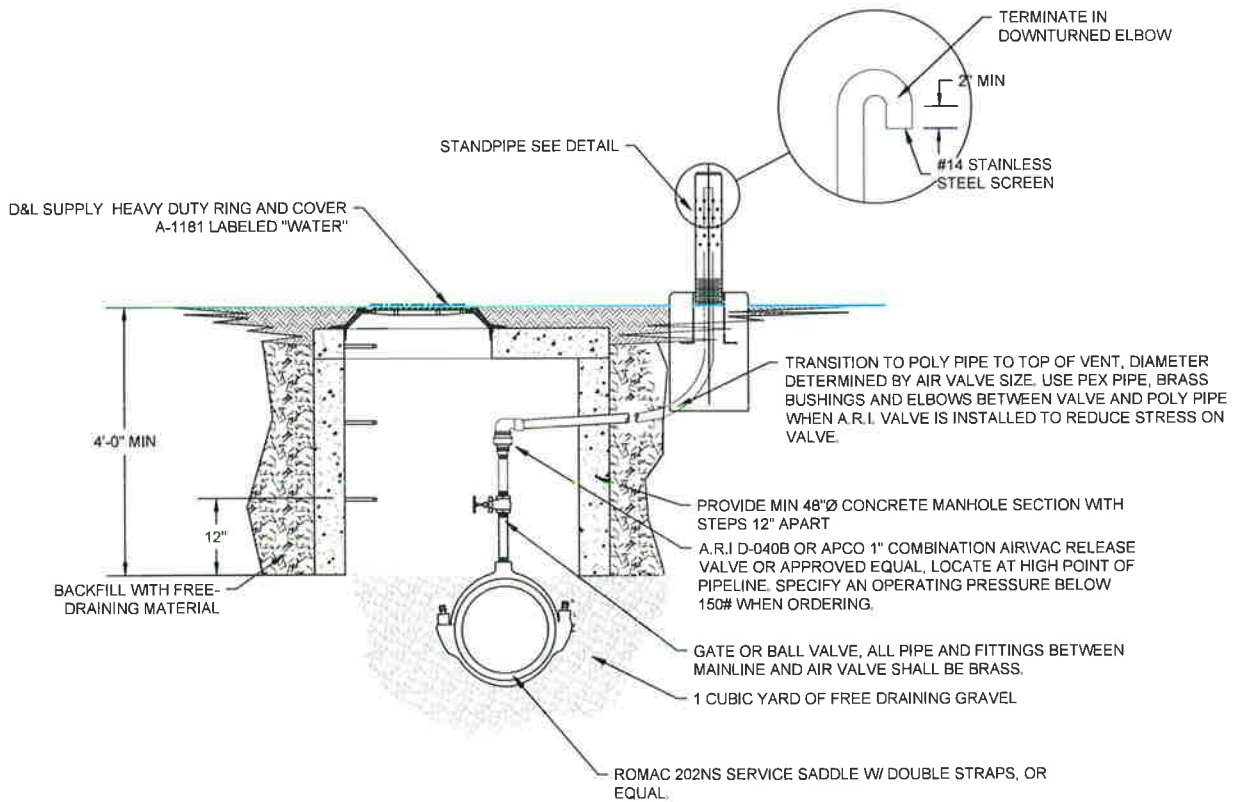 TERMINATE IN
DOWNTURNED ELBOW
2" MIN
#14 STAINLESS
STEEL SCREEN
STANDPIPE SEE DETAIL
D&L SUPPLY HEAVY DUTY RING AND COVER
A-1181 LABELED "WATER"
4'-0" MIN
12"
BACKFILL WITH FREE-
DRAINING MATERIAL
TRANSITION TO POLY PIPE TO TOP OF VENT, DIAMETER
DETERMINED BY AIR VALVE SIZE. USE PEX PIPE, BRASS
BUSHINGS AND ELBOWS BETWEEN VALVE AND POLY PIPE
WHEN A.R.I. VALVE IS INSTALLED TO REDUCE STRESS ON
VALVE.
PROVIDE MIN 48"Ø CONCRETE MANHOLE SECTION WITH
STEPS 12" APART
A.R.I D-040B OR APCO 1" COMBINATION AIR\VAC RELEASE
VALVE OR APPROVED EQUAL, LOCATE AT HIGH POINT OF
PIPELINE. SPECIFY AN OPERATING PRESSURE BELOW
150# WHEN ORDERING.
GATE OR BALL VALVE, ALL PIPE AND FITTINGS BETWEEN
MAINLINE AND AIR VALVE SHALL BE BRASS.
1 CUBIC YARD OF FREE DRAINING GRAVEL
ROMAC 202NS SERVICE SADDLE W/ DOUBLE STRAPS, OR
EQUAL.